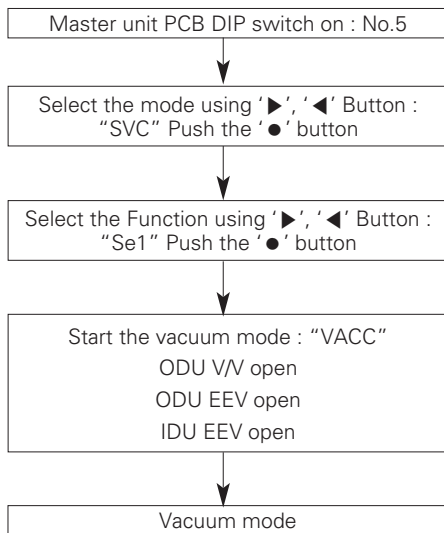 Master unit PCB DIP switch on : No.5
Select the mode using ‘▶’, ‘◀’ Button :
“SVC” Push the ‘●’ button
Select the Function using ‘▶’, ‘◀’ Button :
“Se1” Push the ‘●’ button
Start the vacuum mode : “VACC”
ODU V/V open
ODU EEV open
IDU EEV open
Vacuum mode